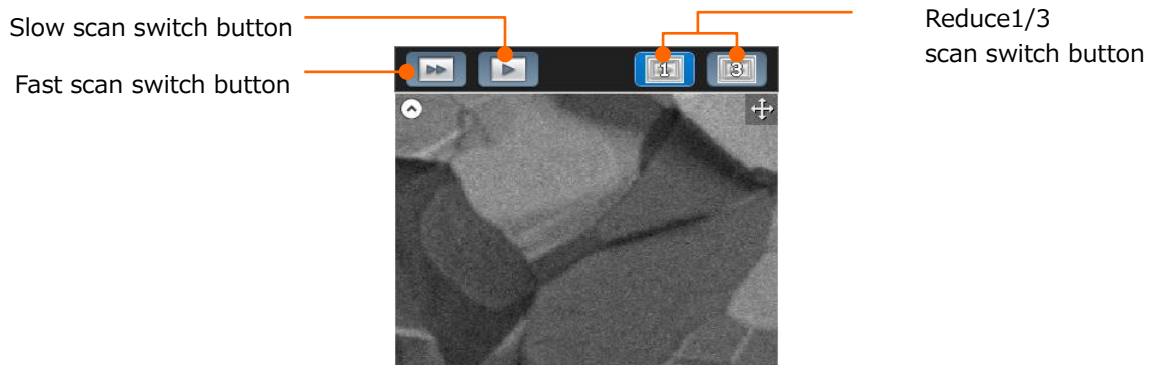 Slow scan switch button
Fast scan switch button
Reduce1/3
scan switch button
1
3